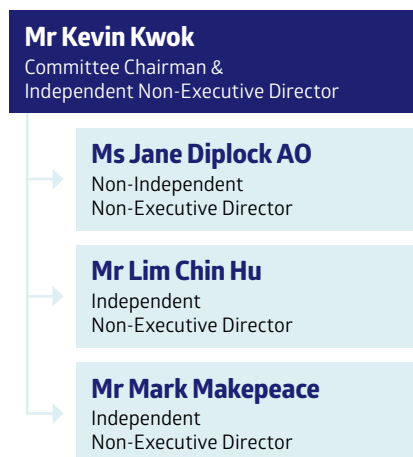 Mr Kevin Kwok
Committee Chairman &
Independent Non-Executive Director
Ms Jane Diplock AO
Non-Independent
Non-Executive Director
Mr Lim Chin Hu
Independent
Non-Executive Director
Mr Mark Makepeace
Independent
Non-Executive Director